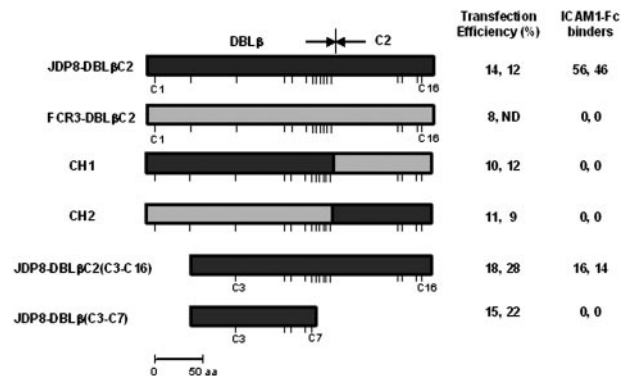 Transfection ICAM1-Fc
Efficiency (%) binders
DBLβ C2
JDP8-DBLβC2 14, 12 56, 46
C1 C16
FCR3-DBLβC2 8, ND 0, 0
C1 C16
CH1 10, 12 0, 0
CH2 11, 9 0, 0
JDP8-DBLβC2(C3-C16) 18, 28 16, 14
C3 C16
JDP8-DBLβ(C3-C7) 15, 22 0, 0
C3 C7
0 50 aa